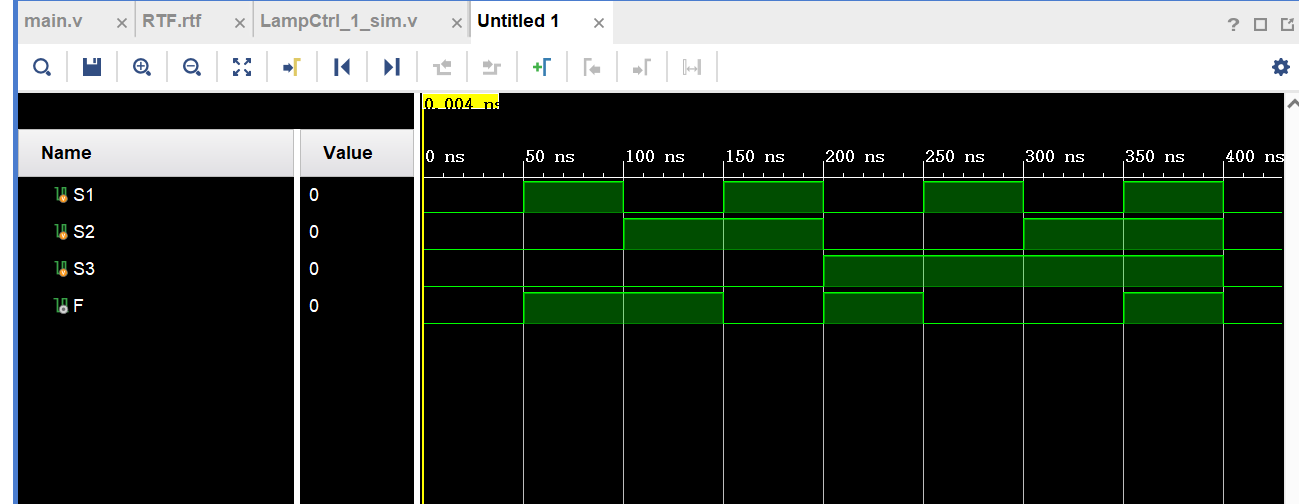 main.v × RTF.rtf × LampCtrl_1_sim.v × Untitled 1 × ?
0.004 ns
Name Value 0 ns 50 ns 100 ns 150 ns 200 ns 250 ns 300 ns 350 ns 400 ns
S1 0
S2 0
S3 0
F 0